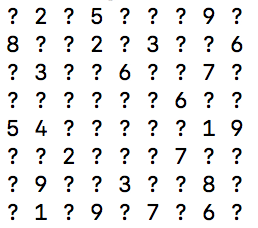 ? 2 ? 5 ? ? ? 9 ?
8 ? ? 2 ? 3 ? ? 6
? 3 ? ? 6 ? ? 7 ?
? ? ? ? ? ? 6 ? ?
5 4 ? ? ? ? ? 1 9
? ? 2 ? ? ? 7 ? ?
? 9 ? ? 3 ? ? 8 ?
? 1 ? 9 ? 7 ? 6 ?